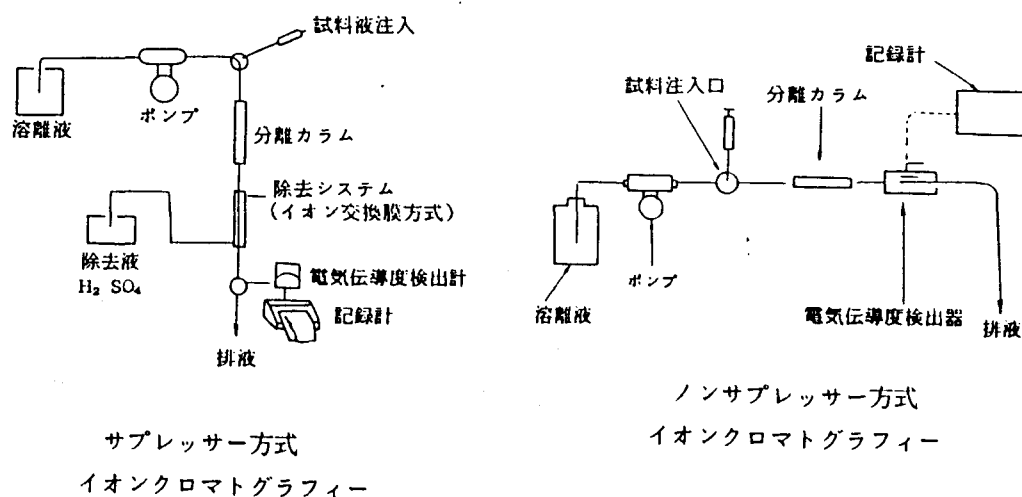 試料液注入
溶離液
ポンプ
分離カラム
除去システム
(イオン交換膜方式)
除去液
H₂ SO₄
電気伝導度検出計
記録計
排液
サプレッサー方式
イオンクロマトグラフィー
記録計
試料注入口
分離カラム
ポンプ
溶離液
電気伝導度検出器
排液
ノンサプレッサー方式
イオンクロマトグラフィー